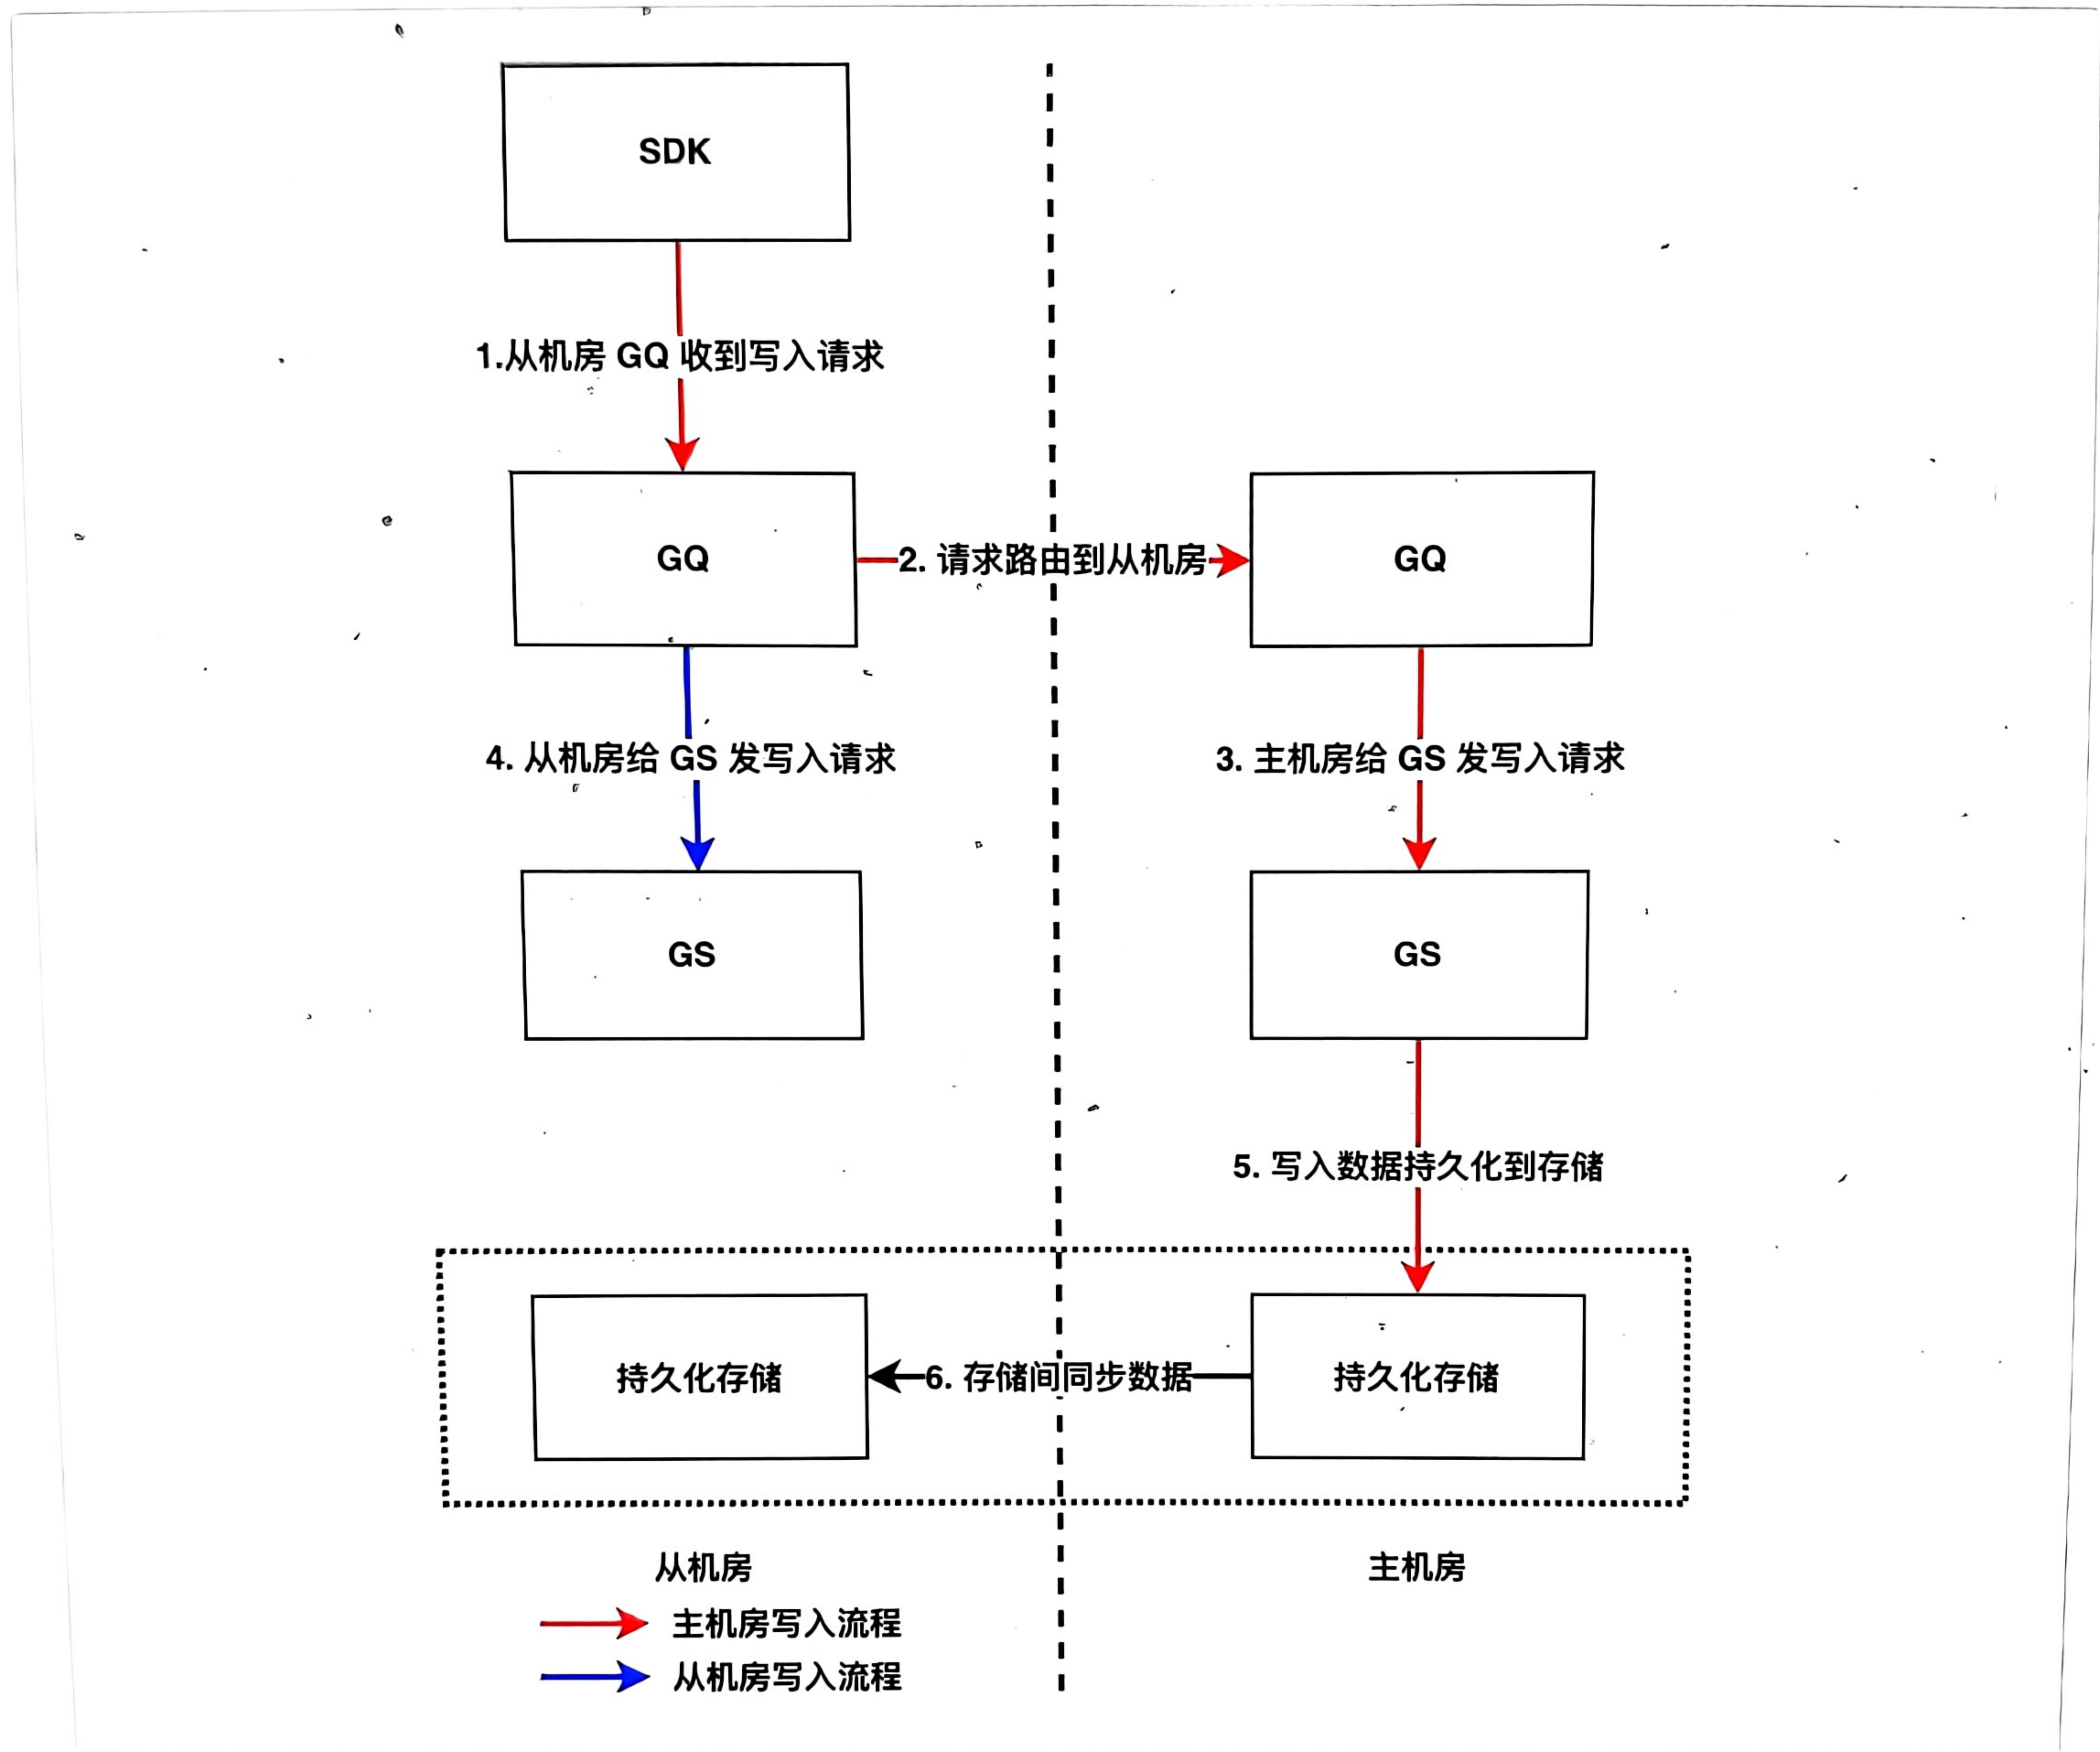 SDK
1.从机房 GQ 收到写入请求
GQ
2. 请求路由到从机房
GQ
4. 从机房给 GS 发写入请求
3. 主机房给 GS 发写入请求
GS
GS
5. 写入数据持久化到存储
持久化存储
6. 存储间同步数据
持久化存储
从机房
主机房
主机房写入流程
从机房写入流程